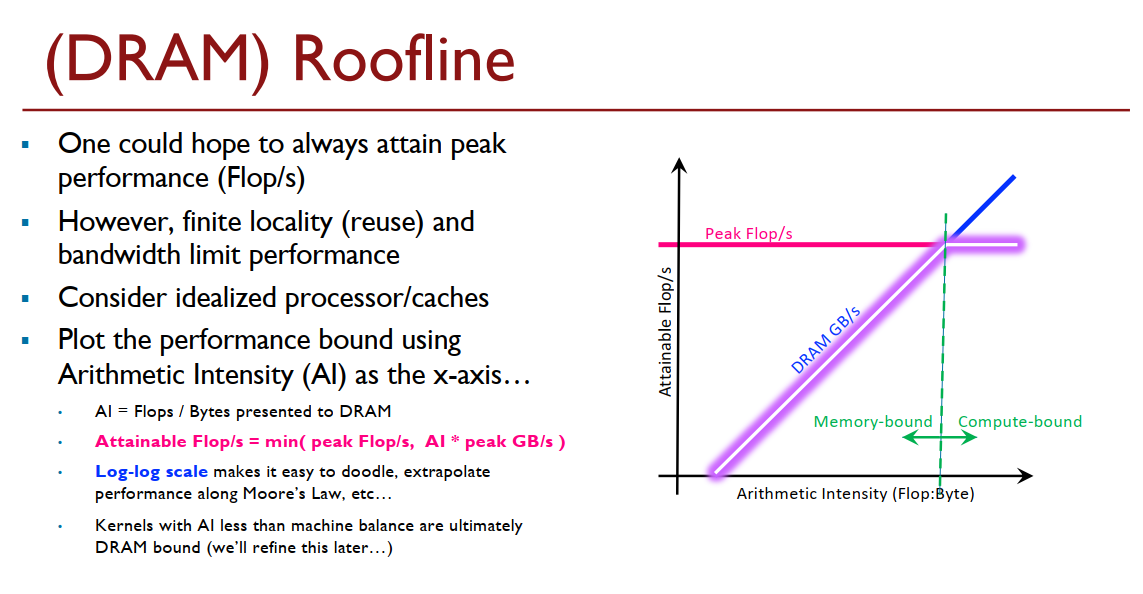 (DRAM) Roofline
▪ One could hope to always attain peak
performance (Flop/s)
▪ However, finite locality (reuse) and
bandwidth limit performance
▪ Consider idealized processor/caches
▪ Plot the performance bound using
Arithmetic Intensity (AI) as the x-axis…
• AI = Flops / Bytes presented to DRAM
• Attainable Flop/s = min( peak Flop/s, AI * peak GB/s )
• Log-log scale makes it easy to doodle, extrapolate
performance along Moore’s Law, etc…
• Kernels with AI less than machine balance are ultimately
DRAM bound (we’ll refine this later…)
Peak Flop/s
Attainable Flop/s
DRAM GB/s
Memory-bound
Compute-bound
Arithmetic Intensity (Flop:Byte)